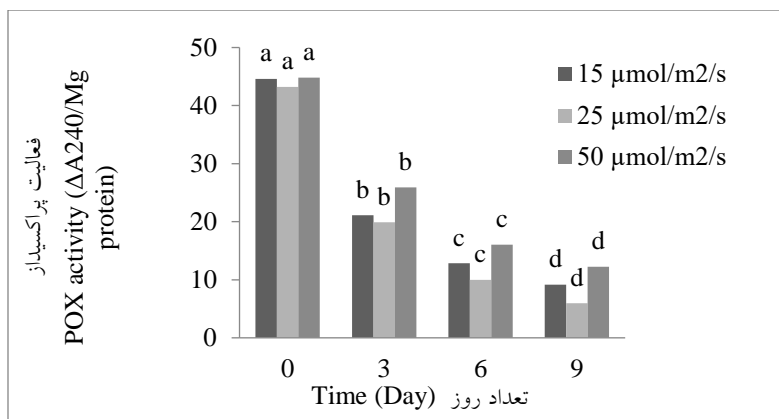 فعالیت پراکسیداز
POX activity (ΔA240/Mg
protein)
50
40
30
20
10
0
a a a
b b b
c c c
d d d
15 µmol/m2/s
25 µmol/m2/s
50 µmol/m2/s
0 3 6 9
Time (Day) تعداد روز